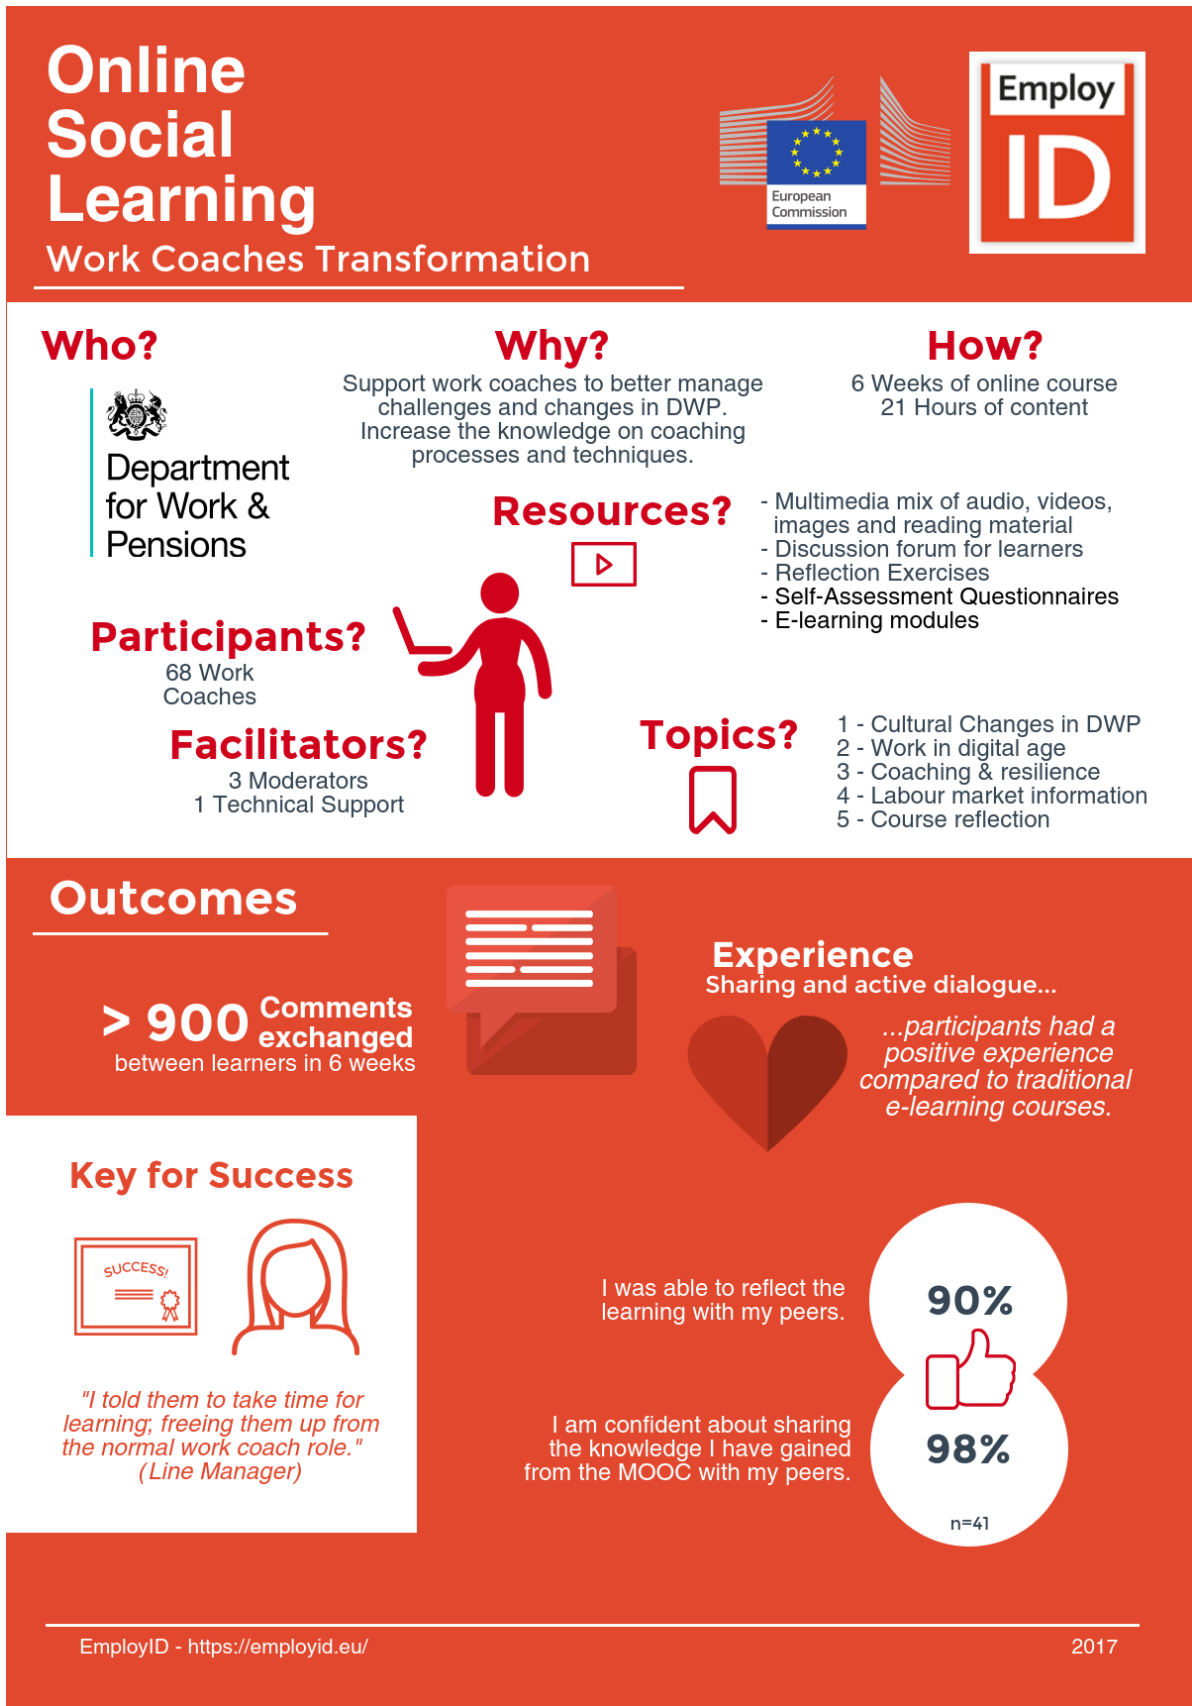 Online
Social
Learning
Work Coaches Transformation
European
Commission
Employ
ID
Who?
Department
for Work &
Pensions
Why?
Support work coaches to better manage
challenges and changes in DWP.
Increase the knowledge on coaching
processes and techniques.
How?
6 Weeks of online course
21 Hours of content
Resources?
- Multimedia mix of audio, videos,
images and reading material
- Discussion forum for learners
- Reflection Exercises
- Self-Assessment Questionnaires
- E-learning modules
Participants?
68 Work
Coaches
Facilitators?
3 Moderators
1 Technical Support
Topics?
1 - Cultural Changes in DWP
2 - Work in digital age
3 - Coaching & resilience
4 - Labour market information
5 - Course reflection
Outcomes
> 900 Comments
exchanged
between learners in 6 weeks
Experience
Sharing and active dialogue...
...participants had a
positive experience
compared to traditional
e-learning courses.
Key for Success
SUCCESS!
"I told them to take time for
learning; freeing them up from
the normal work coach role."
(Line Manager)
I was able to reflect the
learning with my peers.
90%
I am confident about sharing
the knowledge I have gained
from the MOOC with my peers.
98%
n=41
EmployID - https://employid.eu/
2017